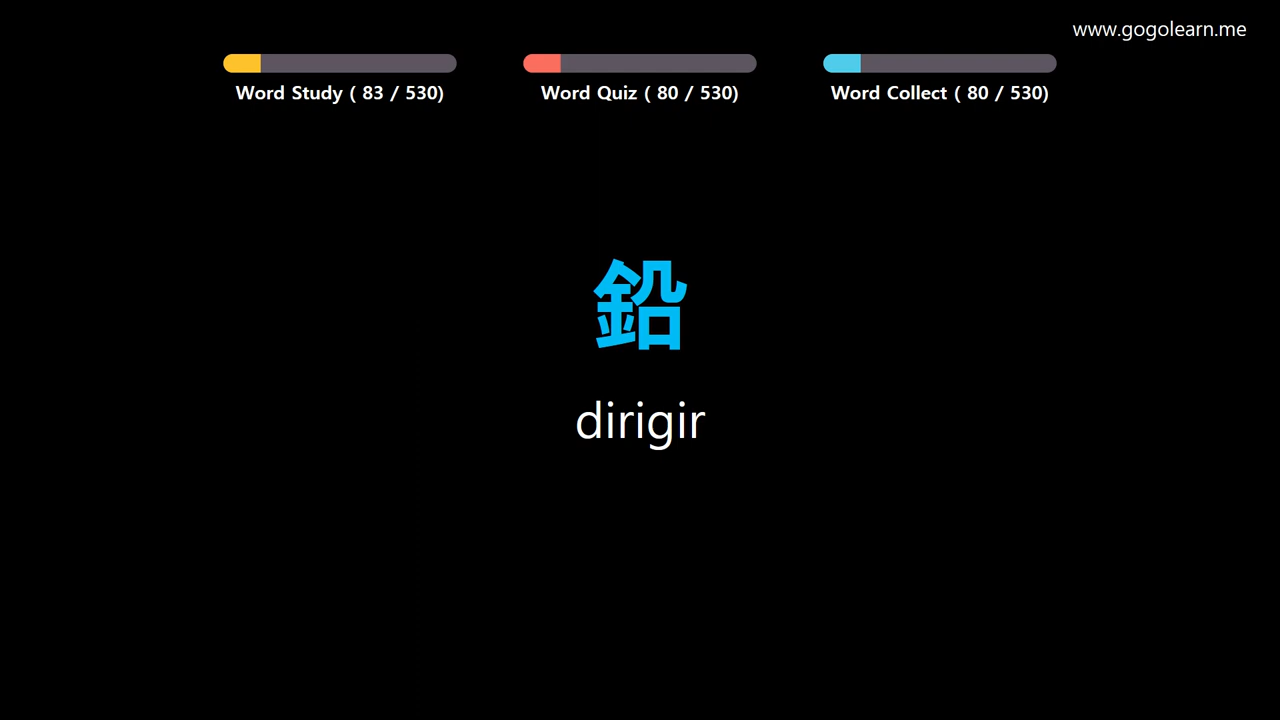 www.gogolearn.me
Word Study ( 83 / 530)
Word Quiz ( 80 / 530)
Word Collect ( 80 / 530)
鉛
dirigir